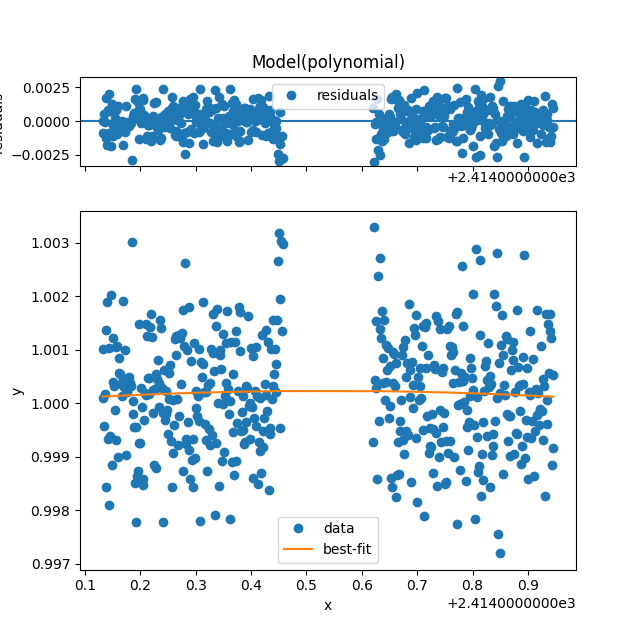 Model(polynomial)
0.0025
0.0000
−0.0025
residuals
+2.4140000000e3
1.003
1.002
1.001
1.000
0.999
0.998
0.997
y
data
best-fit
0.1 0.2 0.3 0.4 0.5 0.6 0.7 0.8 0.9
x
+2.4140000000e3